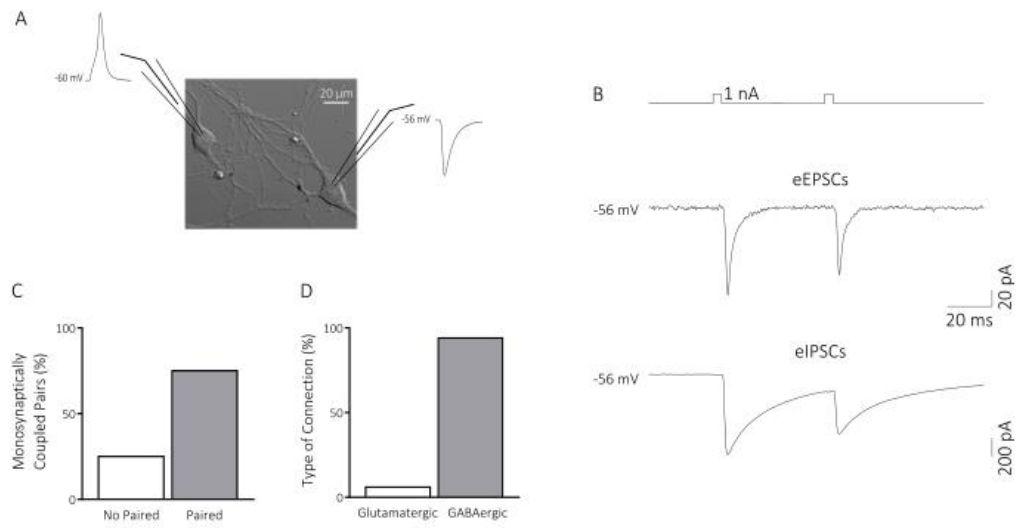 A
-60 mV
20 µm
-56 mV
B
1 nA
eEPSCs
-56 mV
20 pA
20 ms
eIPSCs
-56 mV
200 pA
C
Monosynaptically
Coupled Pairs (%)
100
50
0
No Paired
Paired
D
Type of Connection (%)
100
50
0
Glutamatergic
GABAergic